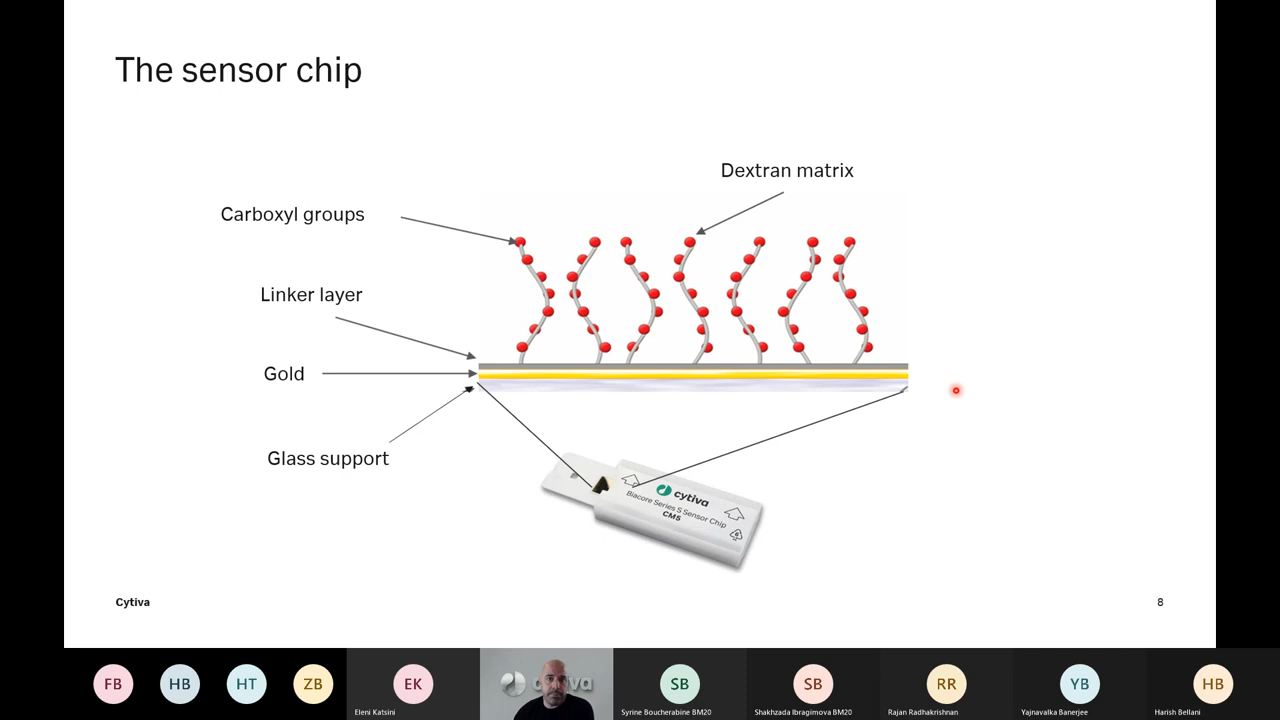 The sensor chip
Dextran matrix
Carboxyl groups
Linker layer
Gold
Glass support
cytiva
Biacore Series S Sensor Chip
CM5
Cytiva
8
FB
HB
HT
ZB
EK
SB
SB
RR
YB
HB
Eleni Katsini
Syrine Boucherabine BM20
Shakhzada Ibragimova BM20
Rajan Radhakrishnan
Yajnavalka Banerjee
Harish Bellani